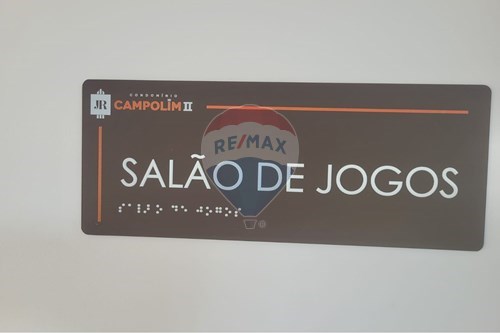 JR
CONDOMÍNIO
CAMPOLIM II
RE/MAX
SALÃO DE JOGOS